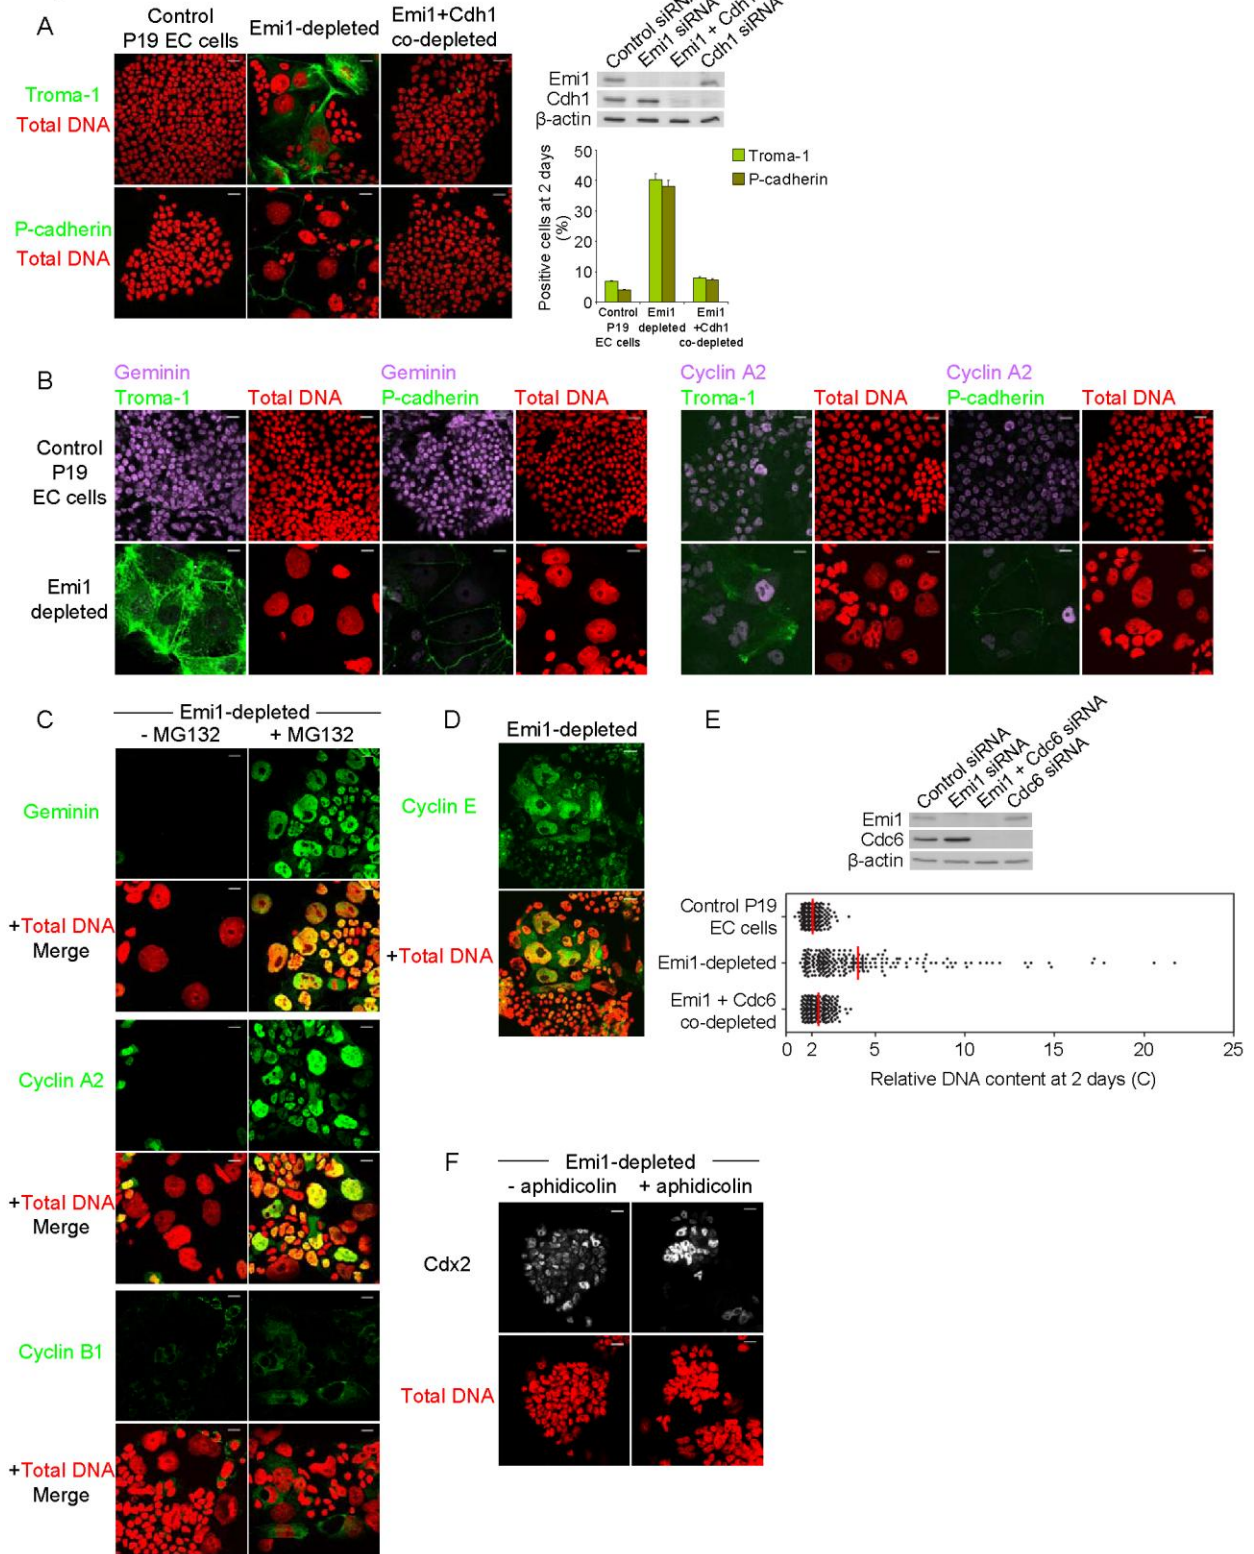 A
Control
P19 EC cells
Emi1-depleted
Emi1+Cdh1
co-depleted
Troma-1
Total DNA
P-cadherin
Total DNA
Control siRNA
Emi1 siRNA
Emi1 + Cdh1
Cdh1 siRNA
Emi1
Cdh1
β-actin
Positive cells at 2 days
(%)
50
40
30
20
10
0
Troma-1
P-cadherin
Control
P19
EC cells
Emi1
depleted
Emi1
+Cdh1
co-depleted
B
Geminin
Troma-1
Total DNA
Geminin
P-cadherin
Total DNA
Cyclin A2
Troma-1
Total DNA
Cyclin A2
P-cadherin
Total DNA
Control
P19
EC cells
Emi1
depleted
C
Emi1-depleted
- MG132
+ MG132
Geminin
+Total DNA
Merge
Cyclin A2
+Total DNA
Merge
Cyclin B1
+Total DNA
Merge
D
Emi1-depleted
Cyclin E
+Total DNA
E
Control siRNA
Emi1 siRNA
Emi1 + Cdc6 siRNA
Cdc6 siRNA
Emi1
Cdc6
β-actin
Control P19
EC cells
Emi1-depleted
Emi1 + Cdc6
co-depleted
0 2 5 10 15 20 25
Relative DNA content at 2 days (C)
F
Emi1-depleted
- aphidicolin
+ aphidicolin
Cdx2
Total DNA